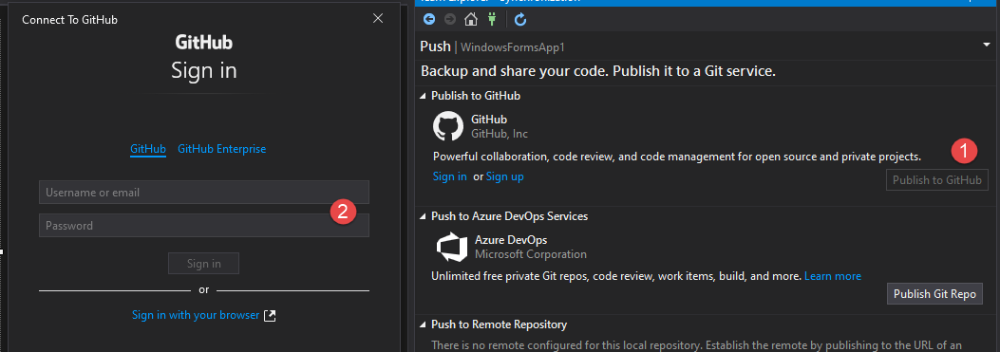 Connect To GitHub
GitHub
Sign in
GitHub GitHub Enterprise
Username or email
2
Password
Sign in
or
Sign in with your browser
Push | WindowsFormsApp1
Backup and share your code. Publish it to a Git service.
Publish to GitHub
GitHub
GitHub, Inc
1
Powerful collaboration, code review, and code management for open source and private projects.
Sign in or Sign up
Publish to GitHub
Push to Azure DevOps Services
Azure DevOps
Microsoft Corporation
Unlimited free private Git repos, code review, work items, build, and more. Learn more
Publish Git Repo
Push to Remote Repository
There is no remote configured for this local repository. Establish the remote by publishing to the URL of an